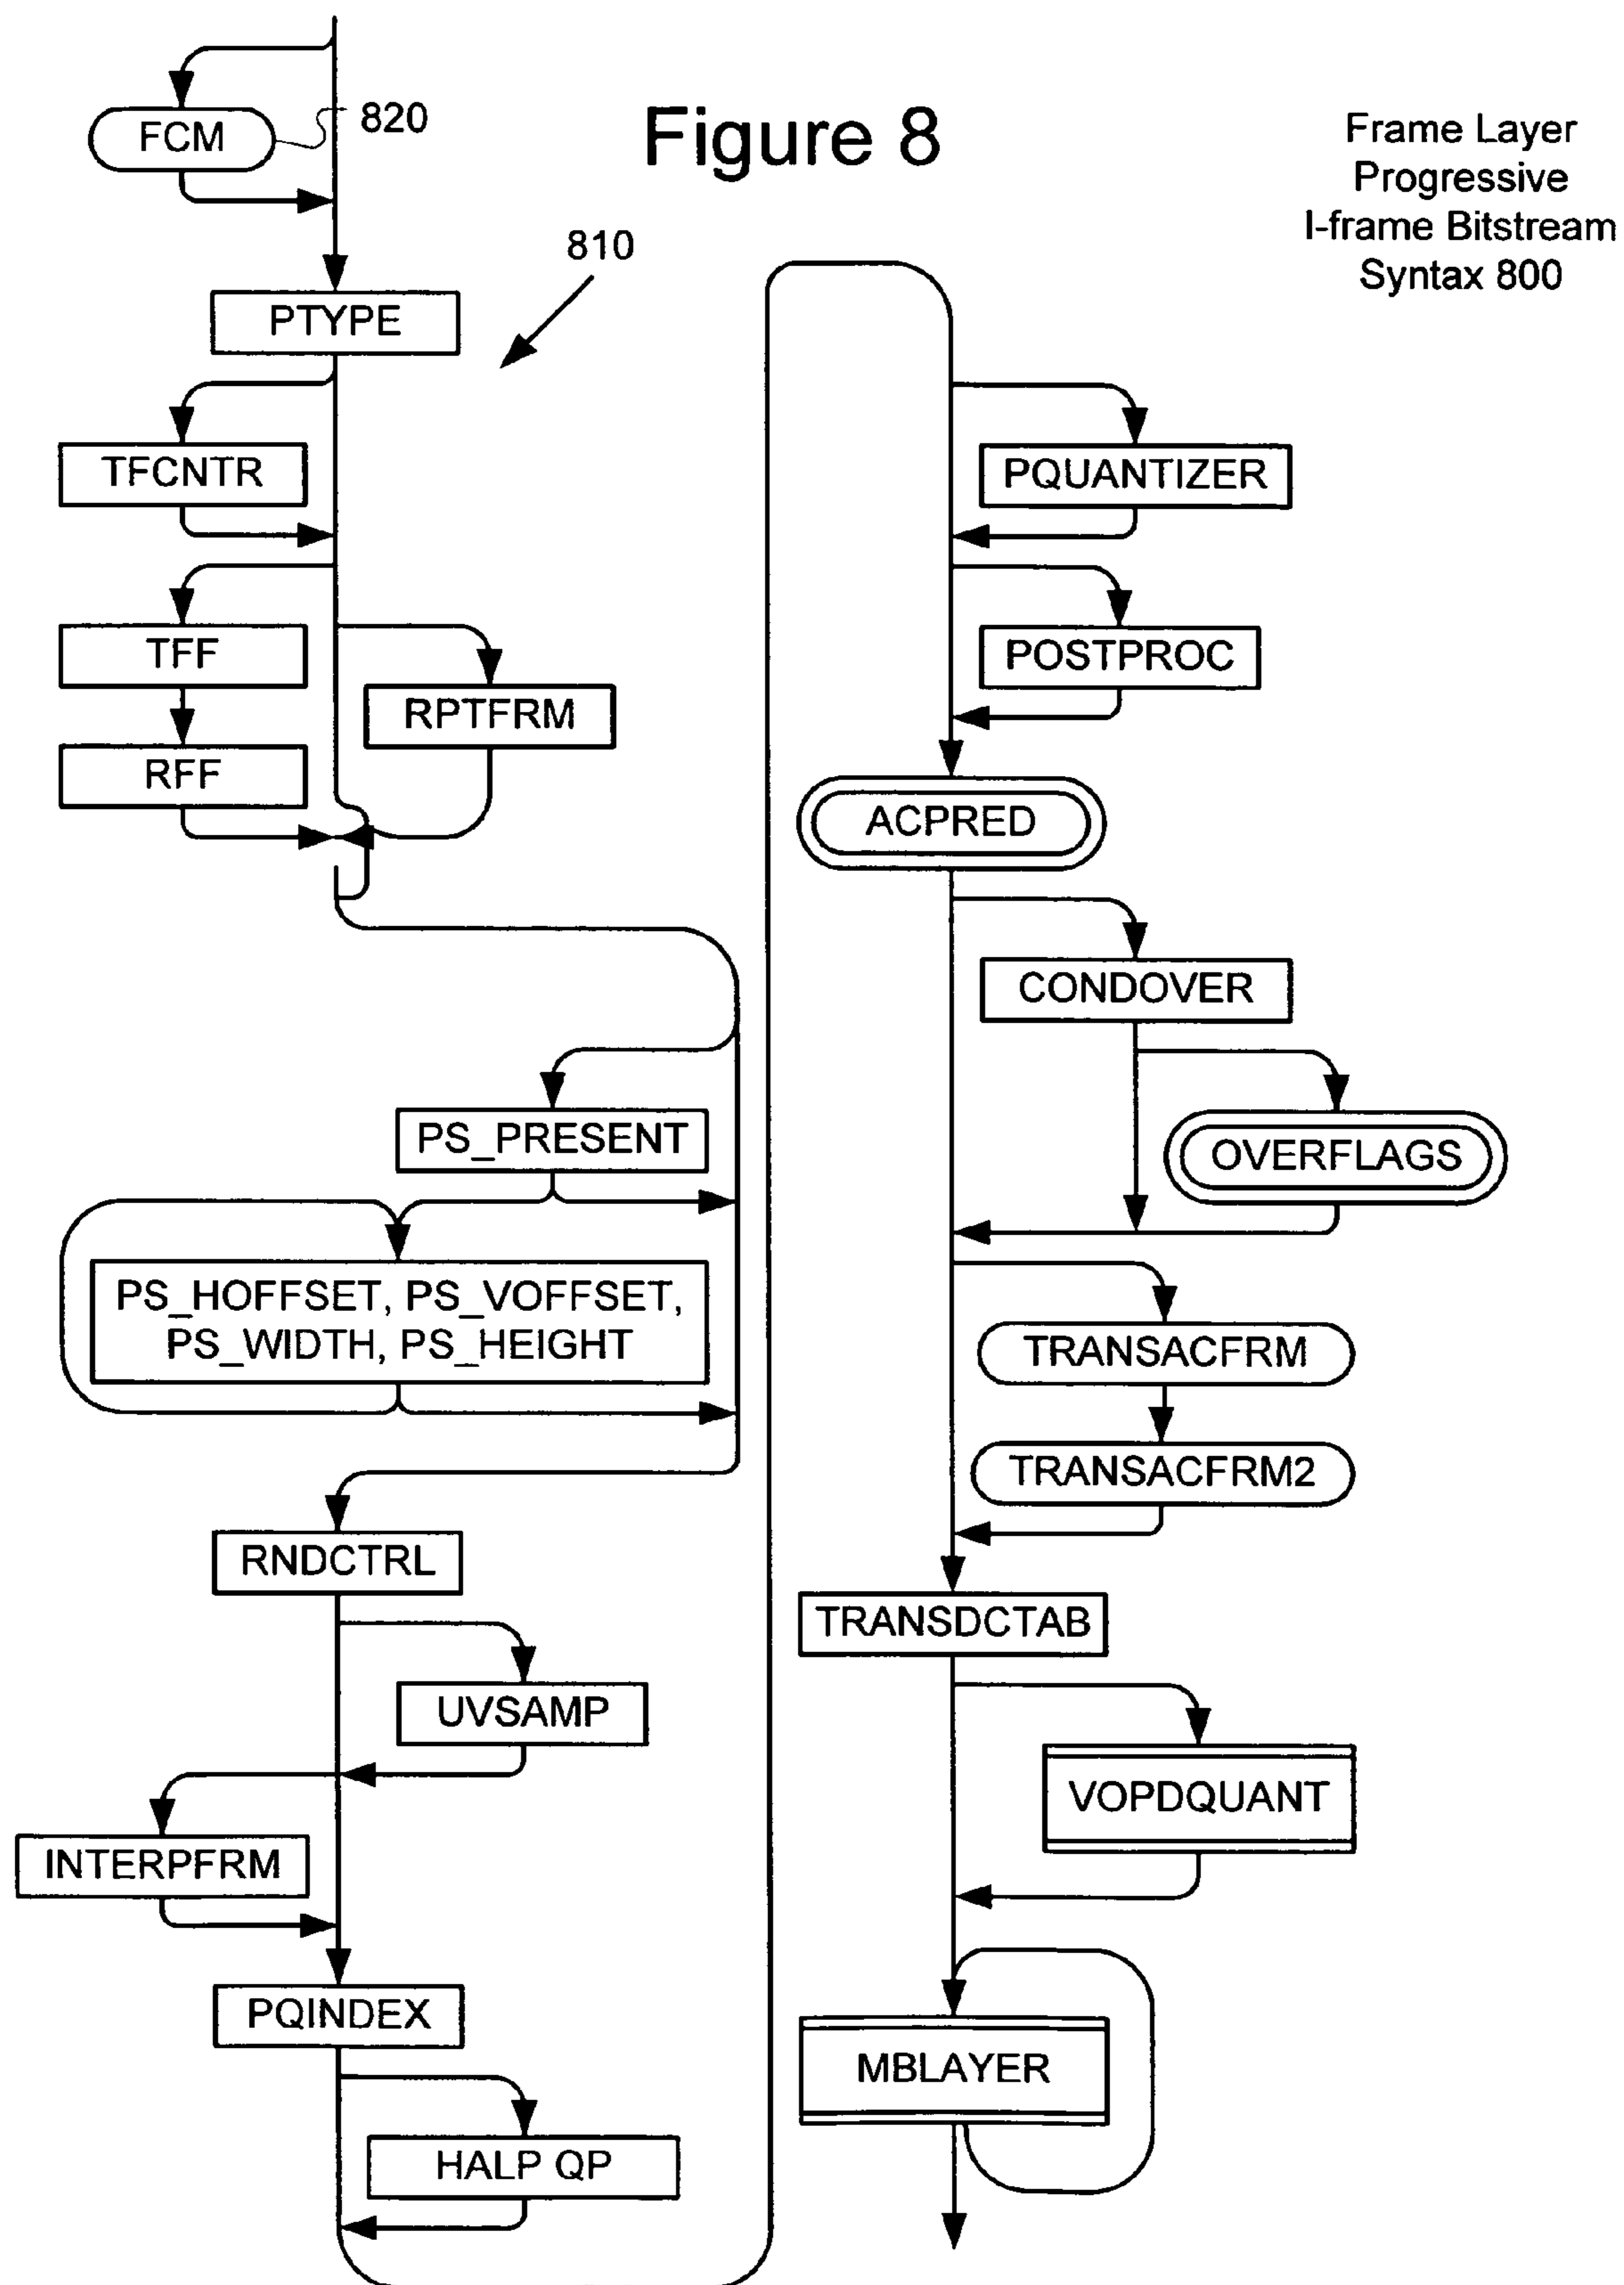 Figure 8
Frame Layer
Progressive
I-frame Bitstream
Syntax 800
FCM
820
810
PTYPE
TFCNTR
TFF
RPTFRM
RFF
PS_PRESENT
PS_HOFFSET, PS_VOFFSET,
PS_WIDTH, PS_HEIGHT
RNDCTRL
UVSAMP
INTERPFRM
PQINDEX
HALP QP
PQUANTIZER
POSTPROC
ACPRED
CONDOVER
OVERFLAGS
TRANSACFRM
TRANSACFRM2
TRANSDCTAB
VOPDQUANT
MBLAYER